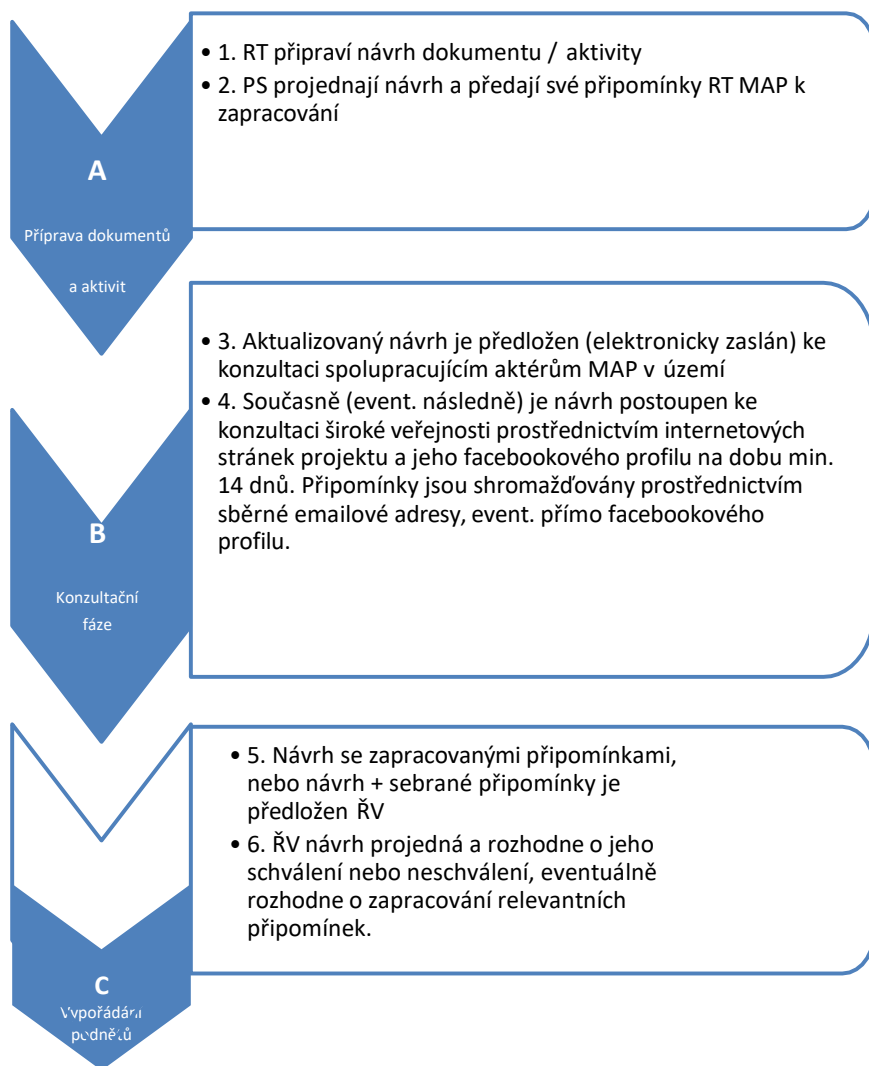 A
Příprava dokumentů
a aktivit
• 1. RT připraví návrh dokumentu / aktivity
• 2. PS projednají návrh a předají své připomínky RT MAP k
zapracování
B
Konzultační
fáze
• 3. Aktualizovaný návrh je předložen (elektronicky zaslán) ke
konzultaci spolupracujícím aktérům MAP v území
• 4. Současně (event. následně) je návrh postoupen ke
konzultaci široké veřejnosti prostřednictvím internetových
stránek projektu a jeho facebookového profilu na dobu min.
14 dnů. Připomínky jsou shromažďovány prostřednictvím
sběrné emailové adresy, event. přímo facebookového
profilu.
C
Vypořádání
podnětů
• 5. Návrh se zapracovanými připomínkami,
nebo návrh + sebrané připomínky je
předložen ŘV
• 6. ŘV návrh projedná a rozhodne o jeho
schválení nebo neschválení, eventuálně
rozhodne o zapracování relevantních
připomínek.